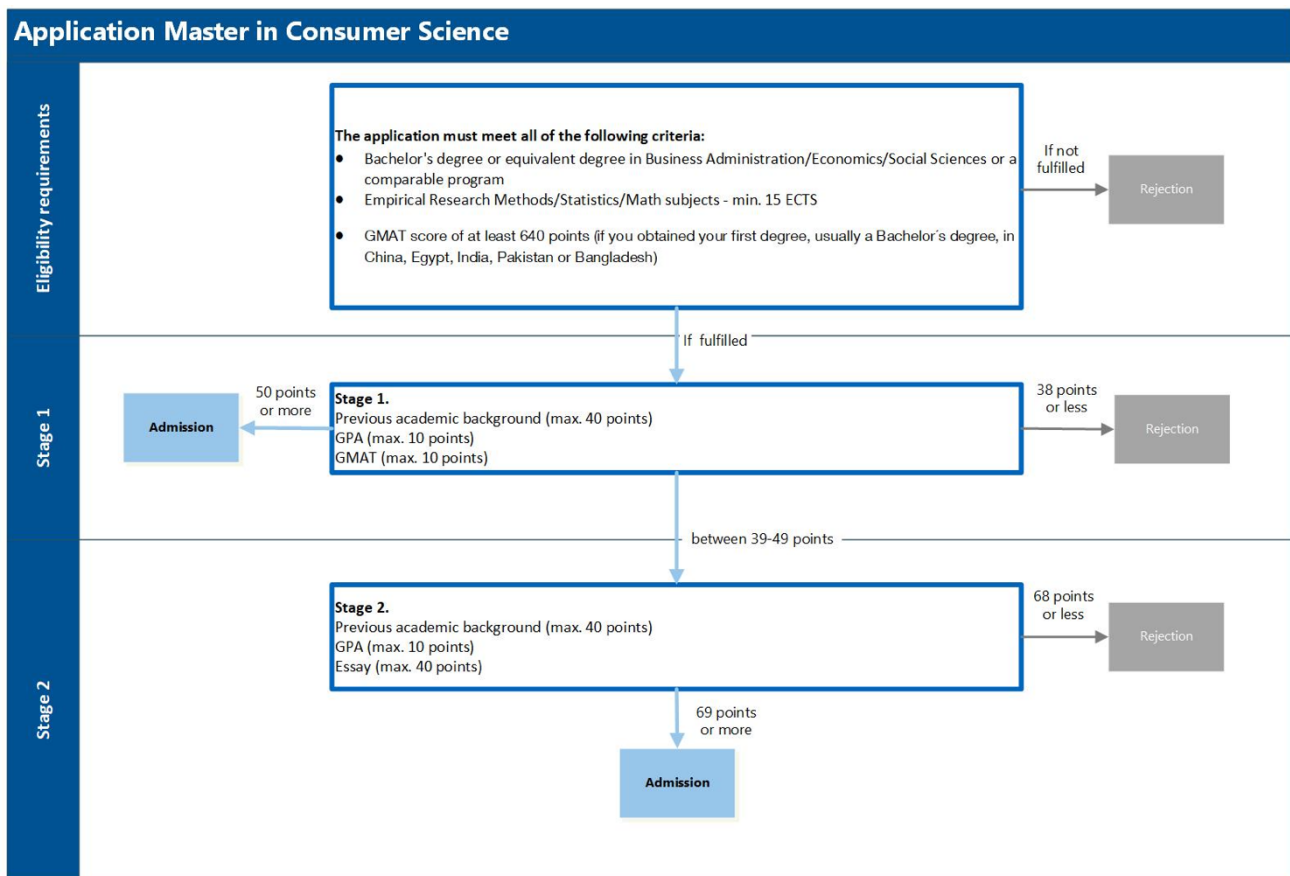 Application Master in Consumer Science
Eligibility requirements
The application must meet all of the following criteria:
● Bachelor's degree or equivalent degree in Business Administration/Economics/Social Sciences or a
comparable program
● Empirical Research Methods/Statistics/Math subjects - min. 15 ECTS
● GMAT score of at least 640 points (if you obtained your first degree, usually a Bachelor´s degree, in
China, Egypt, India, Pakistan or Bangladesh)
If not
fulfilled
Rejection
If fulfilled
Stage 1
50 points
or more
Admission
Stage 1.
Previous academic background (max. 40 points)
GPA (max. 10 points)
GMAT (max. 10 points)
38 points
or less
Rejection
between 39-49 points
Stage 2
Stage 2.
Previous academic background (max. 40 points)
GPA (max. 10 points)
Essay (max. 40 points)
68 points
or less
Rejection
69 points
or more
Admission